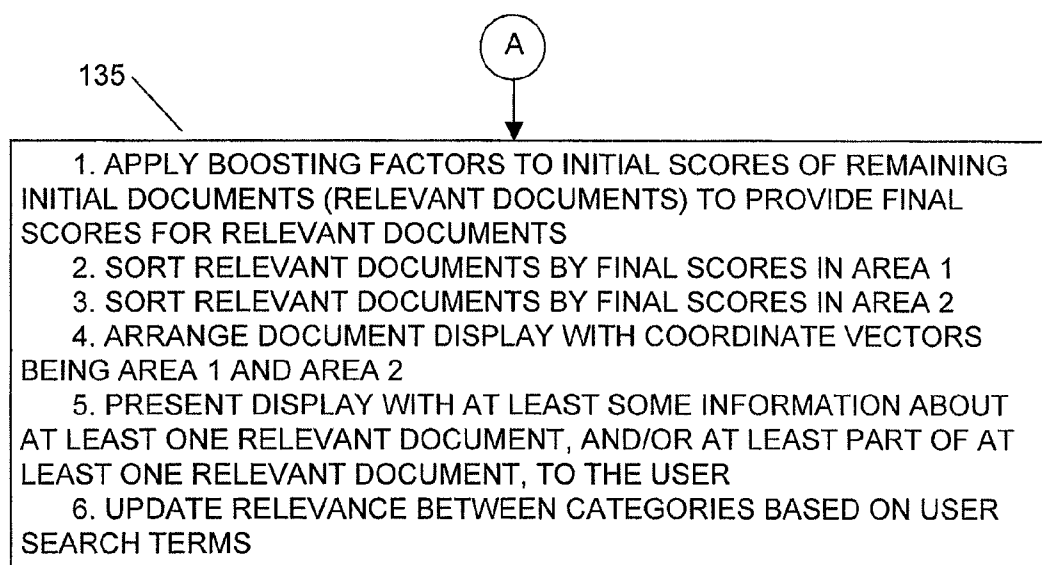 A
135
1. APPLY BOOSTING FACTORS TO INITIAL SCORES OF REMAINING
INITIAL DOCUMENTS (RELEVANT DOCUMENTS) TO PROVIDE FINAL
SCORES FOR RELEVANT DOCUMENTS
2. SORT RELEVANT DOCUMENTS BY FINAL SCORES IN AREA 1
3. SORT RELEVANT DOCUMENTS BY FINAL SCORES IN AREA 2
4. ARRANGE DOCUMENT DISPLAY WITH COORDINATE VECTORS
BEING AREA 1 AND AREA 2
5. PRESENT DISPLAY WITH AT LEAST SOME INFORMATION ABOUT
AT LEAST ONE RELEVANT DOCUMENT, AND/OR AT LEAST PART OF AT
LEAST ONE RELEVANT DOCUMENT, TO THE USER
6. UPDATE RELEVANCE BETWEEN CATEGORIES BASED ON USER
SEARCH TERMS